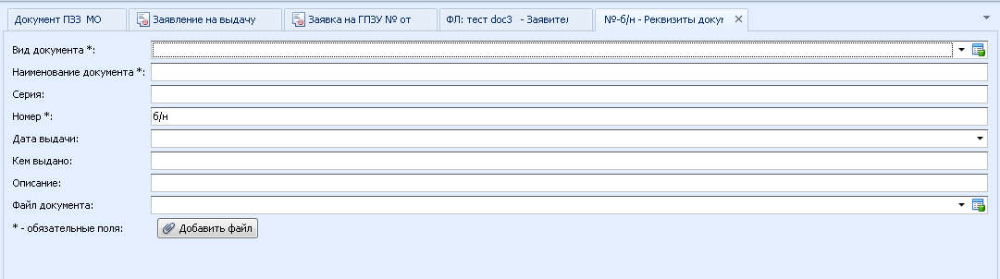 Документ ПЗЗ МО Заявление на выдачу Заявка на ГПЗУ № от ФЛ: тест doc3 - Заявител №-б/н - Реквизиты докум
Вид документа *:
Наименование документа *:
Серия:
Номер *: б/н
Дата выдачи:
Кем выдано:
Описание:
Файл документа:
* - обязательные поля: Добавить файл